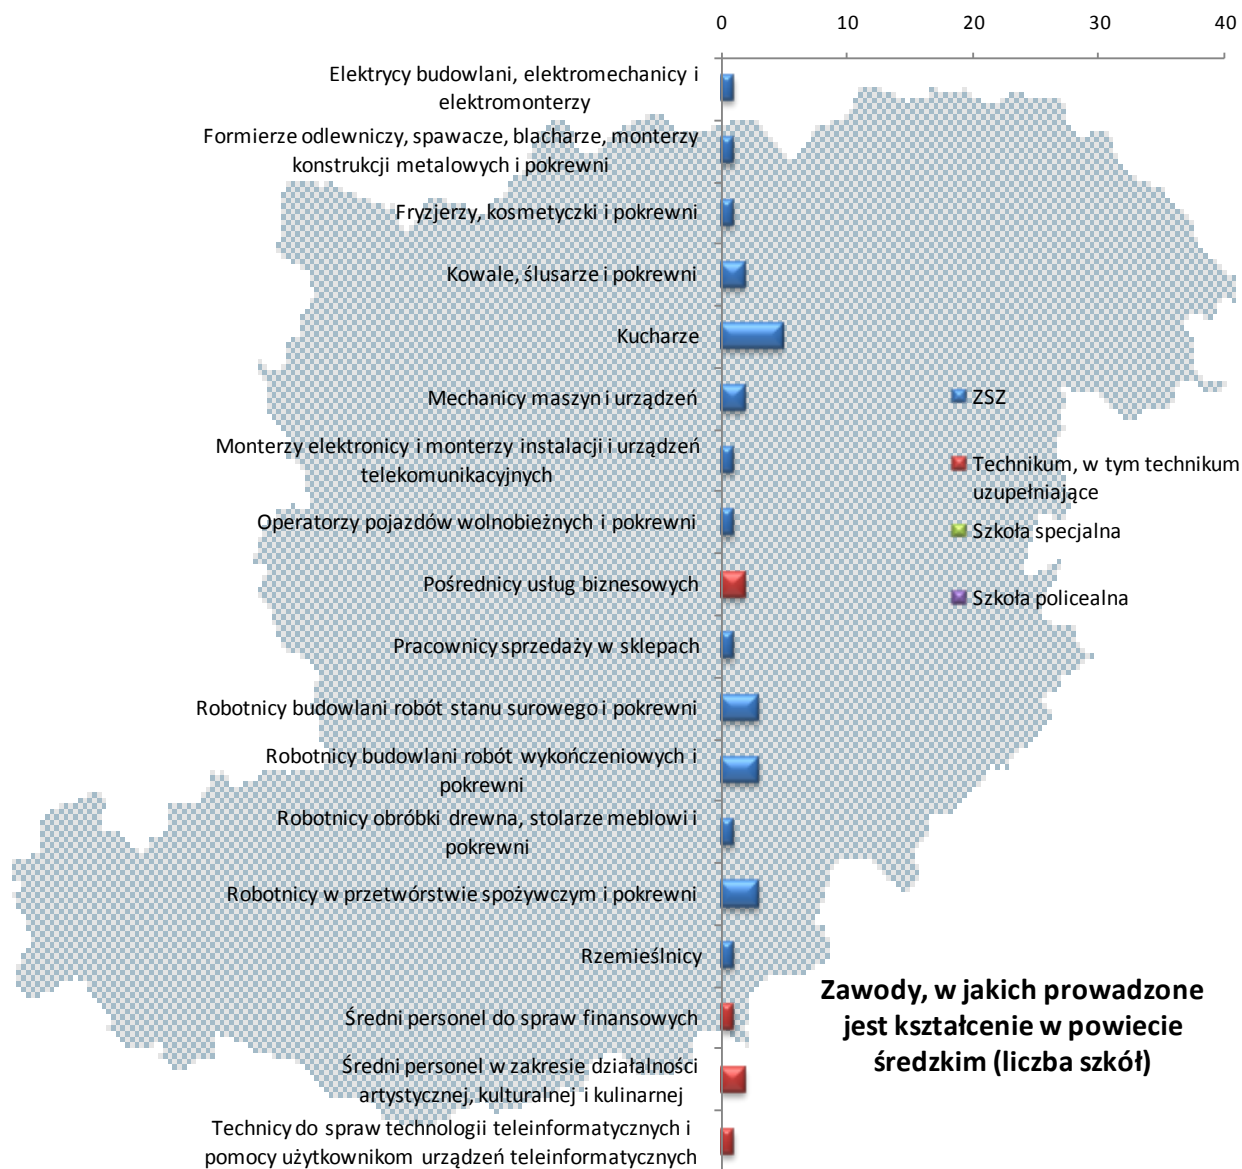 0 10 20 30 40
Elektrycy budowlani, elektromechanicy i
elektromonterzy
Formierze odlewniczy, spawacze, blacharze, monterzy
konstrukcji metalowych i pokrewni
Fryzjerzy, kosmetyczki i pokrewni
Kowale, ślusarze i pokrewni
Kucharze
Mechanicy maszyn i urządzeń
Monterzy elektronicy i monterzy instalacji i urządzeń
telekomunikacyjnych
Operatorzy pojazdów wolnobieżnych i pokrewni
Pośrednicy usług biznesowych
Pracownicy sprzedaży w sklepach
Robotnicy budowlani robót stanu surowego i pokrewni
Robotnicy budowlani robót wykończeniowych i
pokrewni
Robotnicy obróbki drewna, stolarze meblowi i
pokrewni
Robotnicy w przetwórstwie spożywczym i pokrewni
Rzemieślnicy
Średni personel do spraw finansowych
Średni personel w zakresie działalności
artystycznej, kulturalnej i kulinarnej
Technicy do spraw technologii teleinformatycznych i
pomocy użytkownikom urządzeń teleinformatycznych
ZSZ
Technikum, w tym technikum
uzupełniające
Szkoła specjalna
Szkoła policealna
Zawody, w jakich prowadzone
jest kształcenie w powiecie
średzkim (liczba szkół)